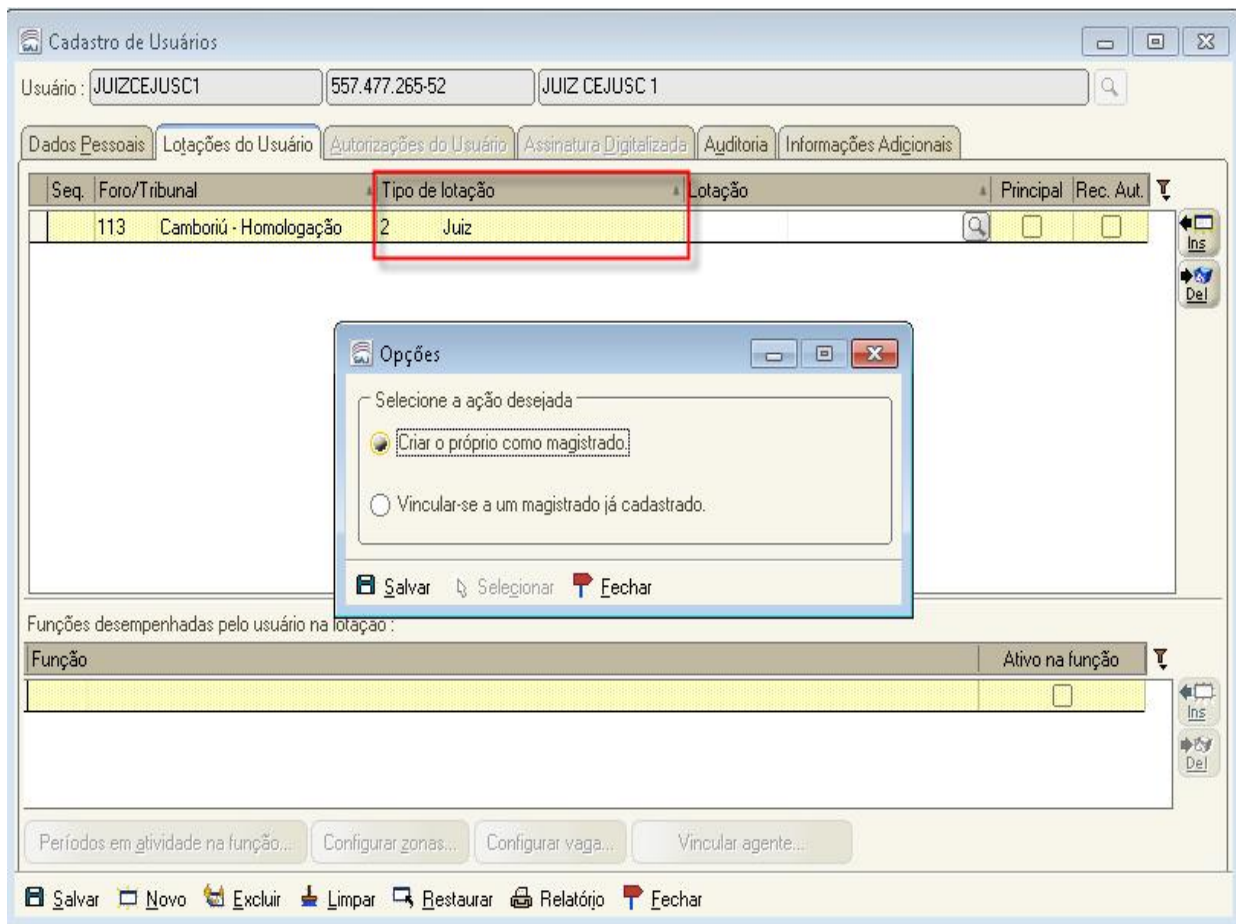 Cadastro de Usuários
Usuário : JUIZCEJUSC1 557.477.265-52 JUIZ CEJUSC 1
Dados Pessoais Lotações do Usuário Autorizações do Usuário Assinatura Digitalizada Auditoria Informações Adicionais
Seq. Foro/Tribunal Tipo de lotação Lotação Principal Rec. Aut.
113 Camboriú - Homologação 2 Juiz
Ins
Del
Opções
Selecione a ação desejada
Criar o próprio como magistrado.
Vincular-se a um magistrado já cadastrado.
Salvar Selecionar Fechar
Funções desempenhadas pelo usuário na lotação :
Função Ativo na função
Ins
Del
Períodos em atividade na função... Configurar zonas... Configurar vaga... Vincular agente...
Salvar Novo Excluir Limpar Restaurar Relatório Fechar